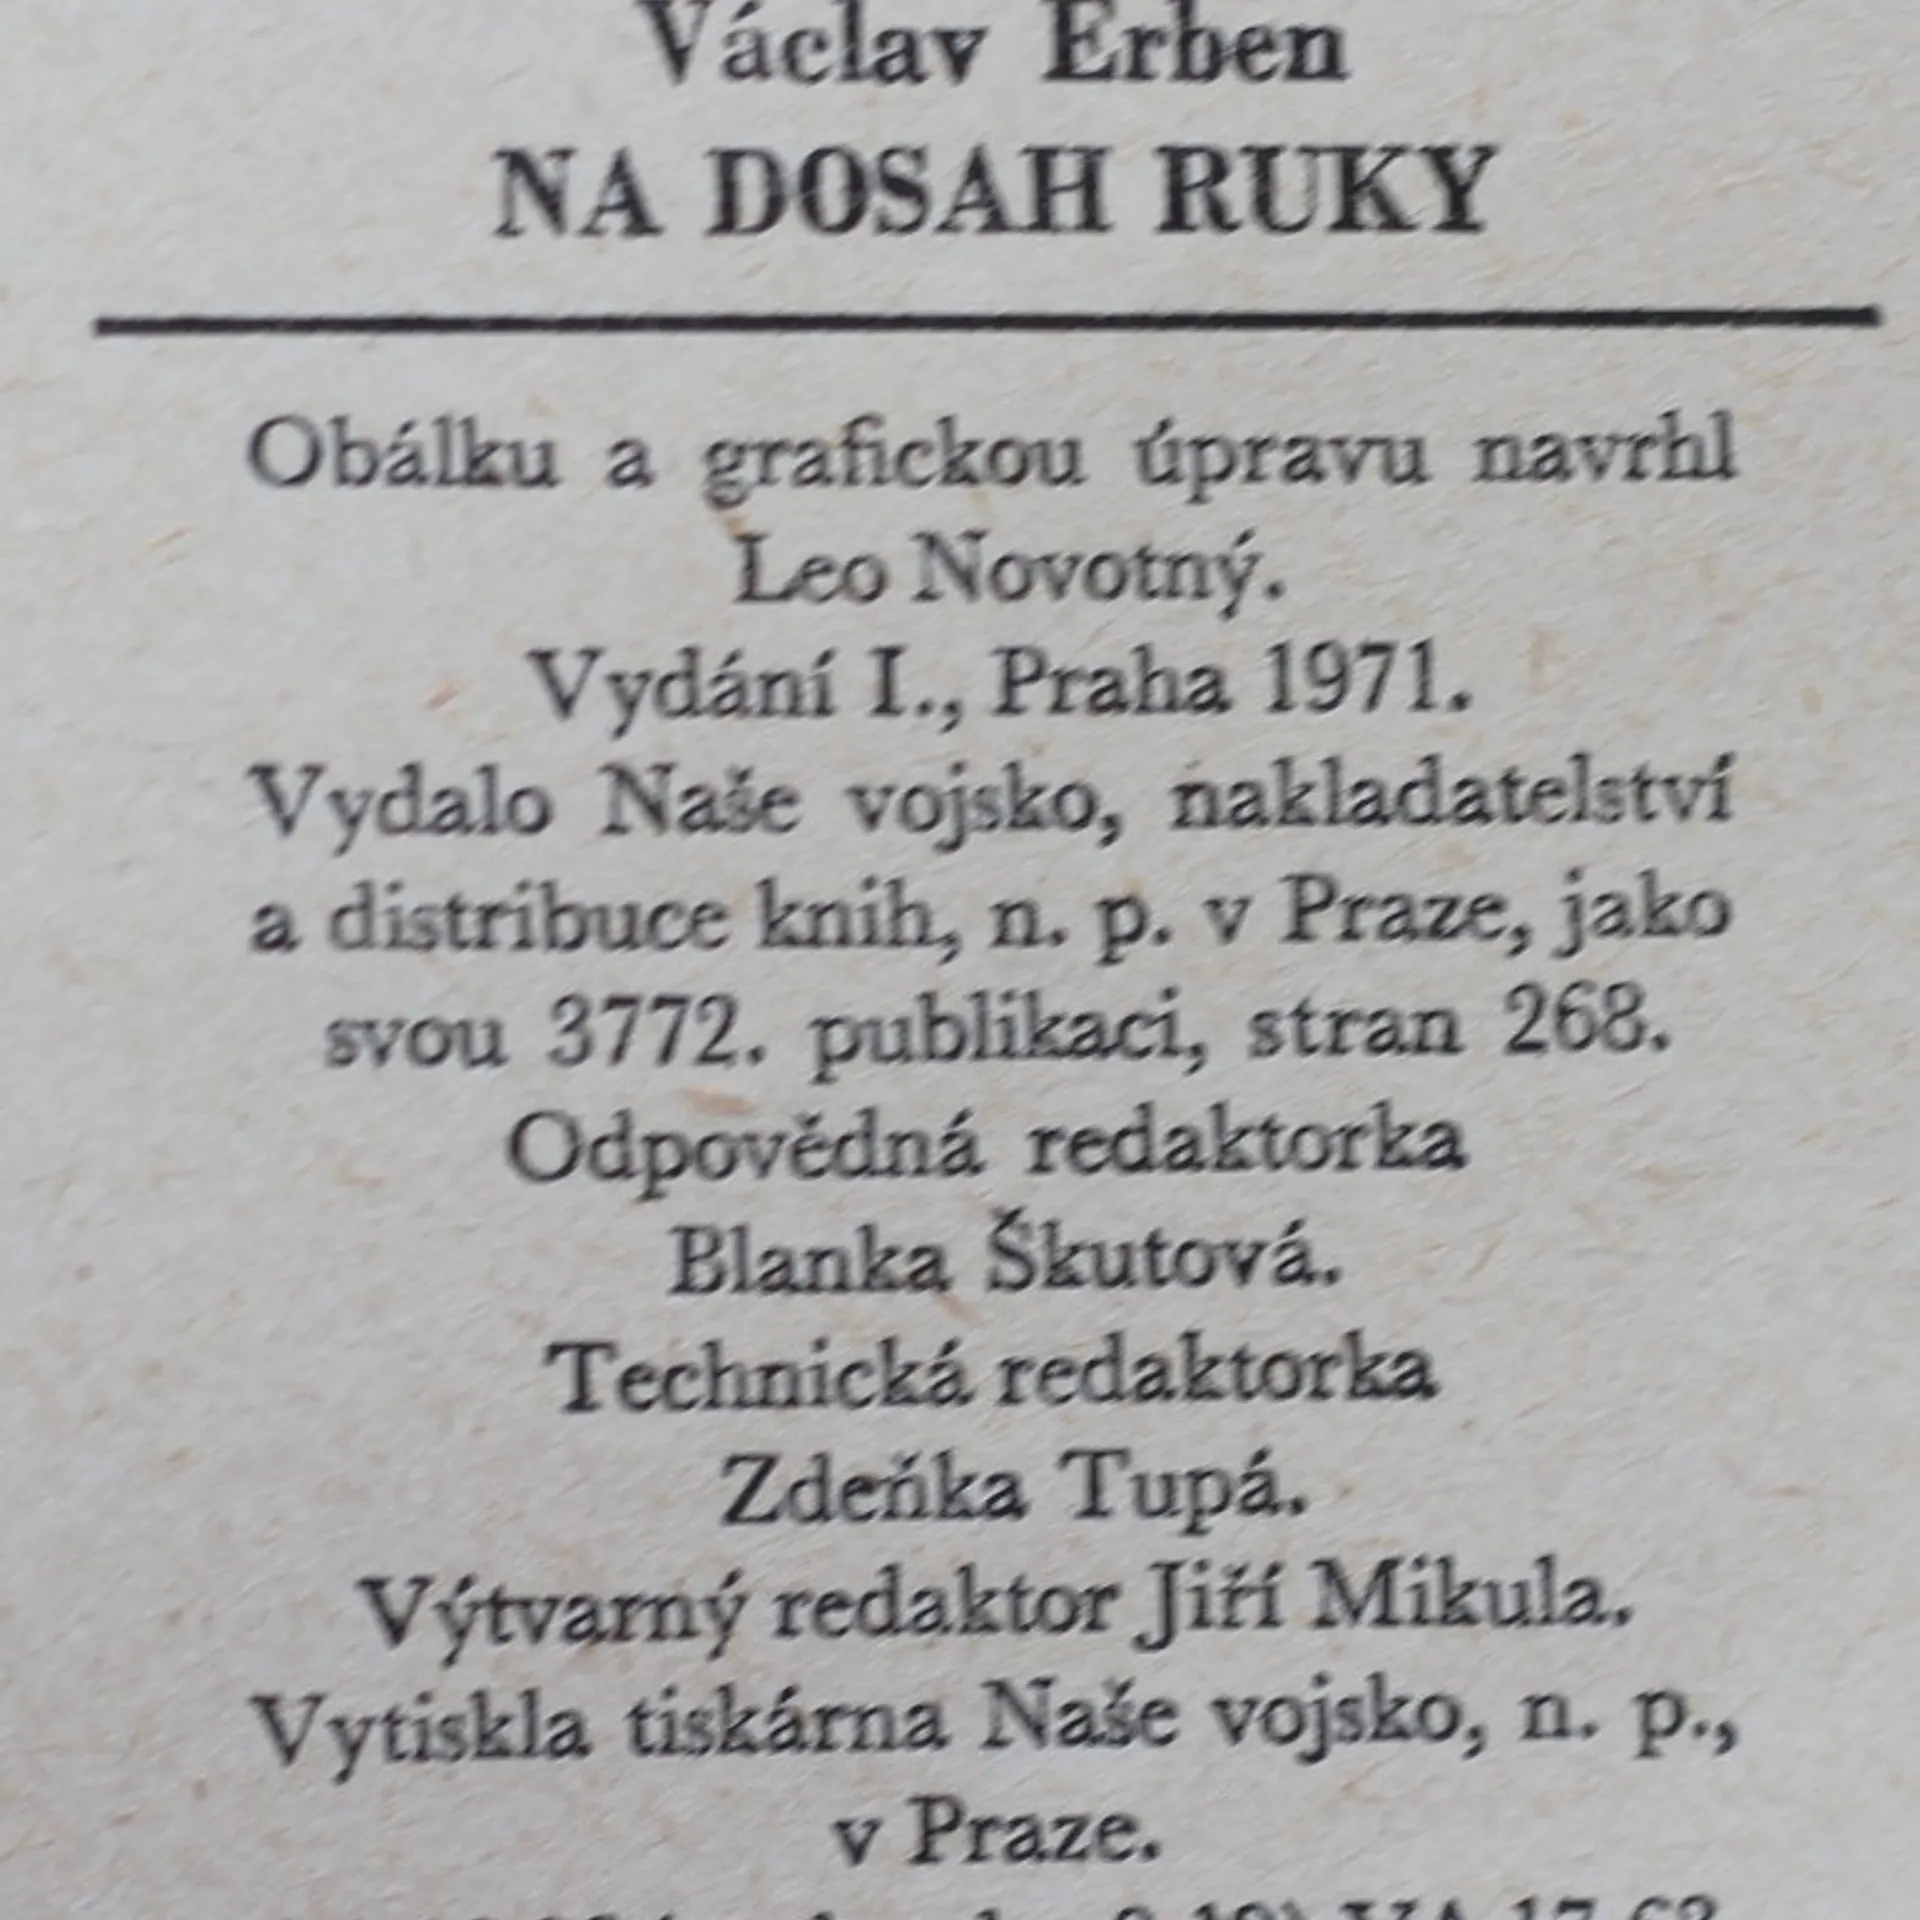 Václav Erben
NA DOSAH RUKY
Obálku a grafickou úpravu navrhl
Leo Novotný.
Vydání I., Praha 1971.
Vydalo Naše vojsko, nakladatelství
a distribuce knih, n. p. v Praze, jako
svou 3772. publikaci, stran 268.
Odpovědná redaktorka
Blanka Škutová.
Technická redaktorka
Zdeňka Tupá.
Výtvarný redaktor Jiří Mikula.
Vytiskla tiskárna Naše vojsko, n. p.,
v Praze.